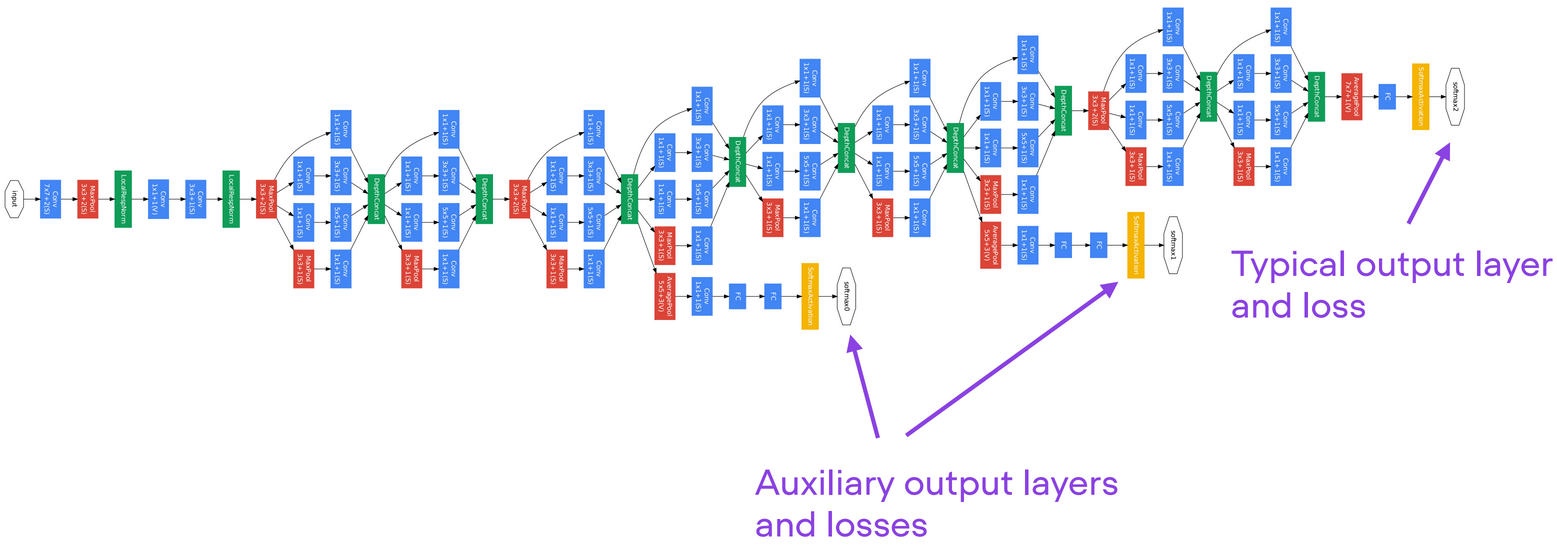 input
Conv
7x7+2(S)
MaxPool
3x3+2(S)
LocalRespNorm
Conv
1x1+1(V)
Conv
3x3+1(S)
LocalRespNorm
MaxPool
3x3+2(S)
Conv
1x1+1(S)
Conv
1x1+1(S)
MaxPool
3x3+1(S)
Conv
1x1+1(S)
Conv
3x3+1(S)
Conv
5x5+1(S)
Conv
1x1+1(S)
DepthConcat
Conv
1x1+1(S)
Conv
1x1+1(S)
MaxPool
3x3+1(S)
Conv
1x1+1(S)
Conv
3x3+1(S)
Conv
5x5+1(S)
Conv
1x1+1(S)
DepthConcat
MaxPool
3x3+2(S)
Conv
1x1+1(S)
Conv
1x1+1(S)
MaxPool
3x3+1(S)
Conv
1x1+1(S)
Conv
3x3+1(S)
Conv
5x5+1(S)
Conv
1x1+1(S)
DepthConcat
Conv
1x1+1(S)
Conv
1x1+1(S)
MaxPool
3x3+1(S)
AveragePool
5x5+3(V)
Conv
1x1+1(S)
Conv
3x3+1(S)
Conv
5x5+1(S)
Conv
1x1+1(S)
Conv
1x1+1(S)
DepthConcat
FC
FC
SoftmaxActivation
softmax0
Conv
1x1+1(S)
Conv
1x1+1(S)
MaxPool
3x3+1(S)
Conv
1x1+1(S)
Conv
3x3+1(S)
Conv
5x5+1(S)
Conv
1x1+1(S)
DepthConcat
Conv
1x1+1(S)
Conv
1x1+1(S)
MaxPool
3x3+1(S)
Conv
1x1+1(S)
Conv
3x3+1(S)
Conv
5x5+1(S)
Conv
1x1+1(S)
DepthConcat
Conv
1x1+1(S)
Conv
1x1+1(S)
MaxPool
3x3+1(S)
AveragePool
5x5+3(V)
Conv
1x1+1(S)
Conv
3x3+1(S)
Conv
5x5+1(S)
Conv
1x1+1(S)
Conv
1x1+1(S)
DepthConcat
FC
FC
SoftmaxActivation
softmax1
MaxPool
3x3+2(S)
Conv
1x1+1(S)
Conv
1x1+1(S)
MaxPool
3x3+1(S)
Conv
1x1+1(S)
Conv
3x3+1(S)
Conv
5x5+1(S)
Conv
1x1+1(S)
DepthConcat
Conv
1x1+1(S)
Conv
1x1+1(S)
MaxPool
3x3+1(S)
Conv
1x1+1(S)
Conv
3x3+1(S)
Conv
5x5+1(S)
Conv
1x1+1(S)
DepthConcat
AveragePool
7x7+1(V)
FC
SoftmaxActivation
softmax2
Typical output layer
and loss
Auxiliary output layers
and losses